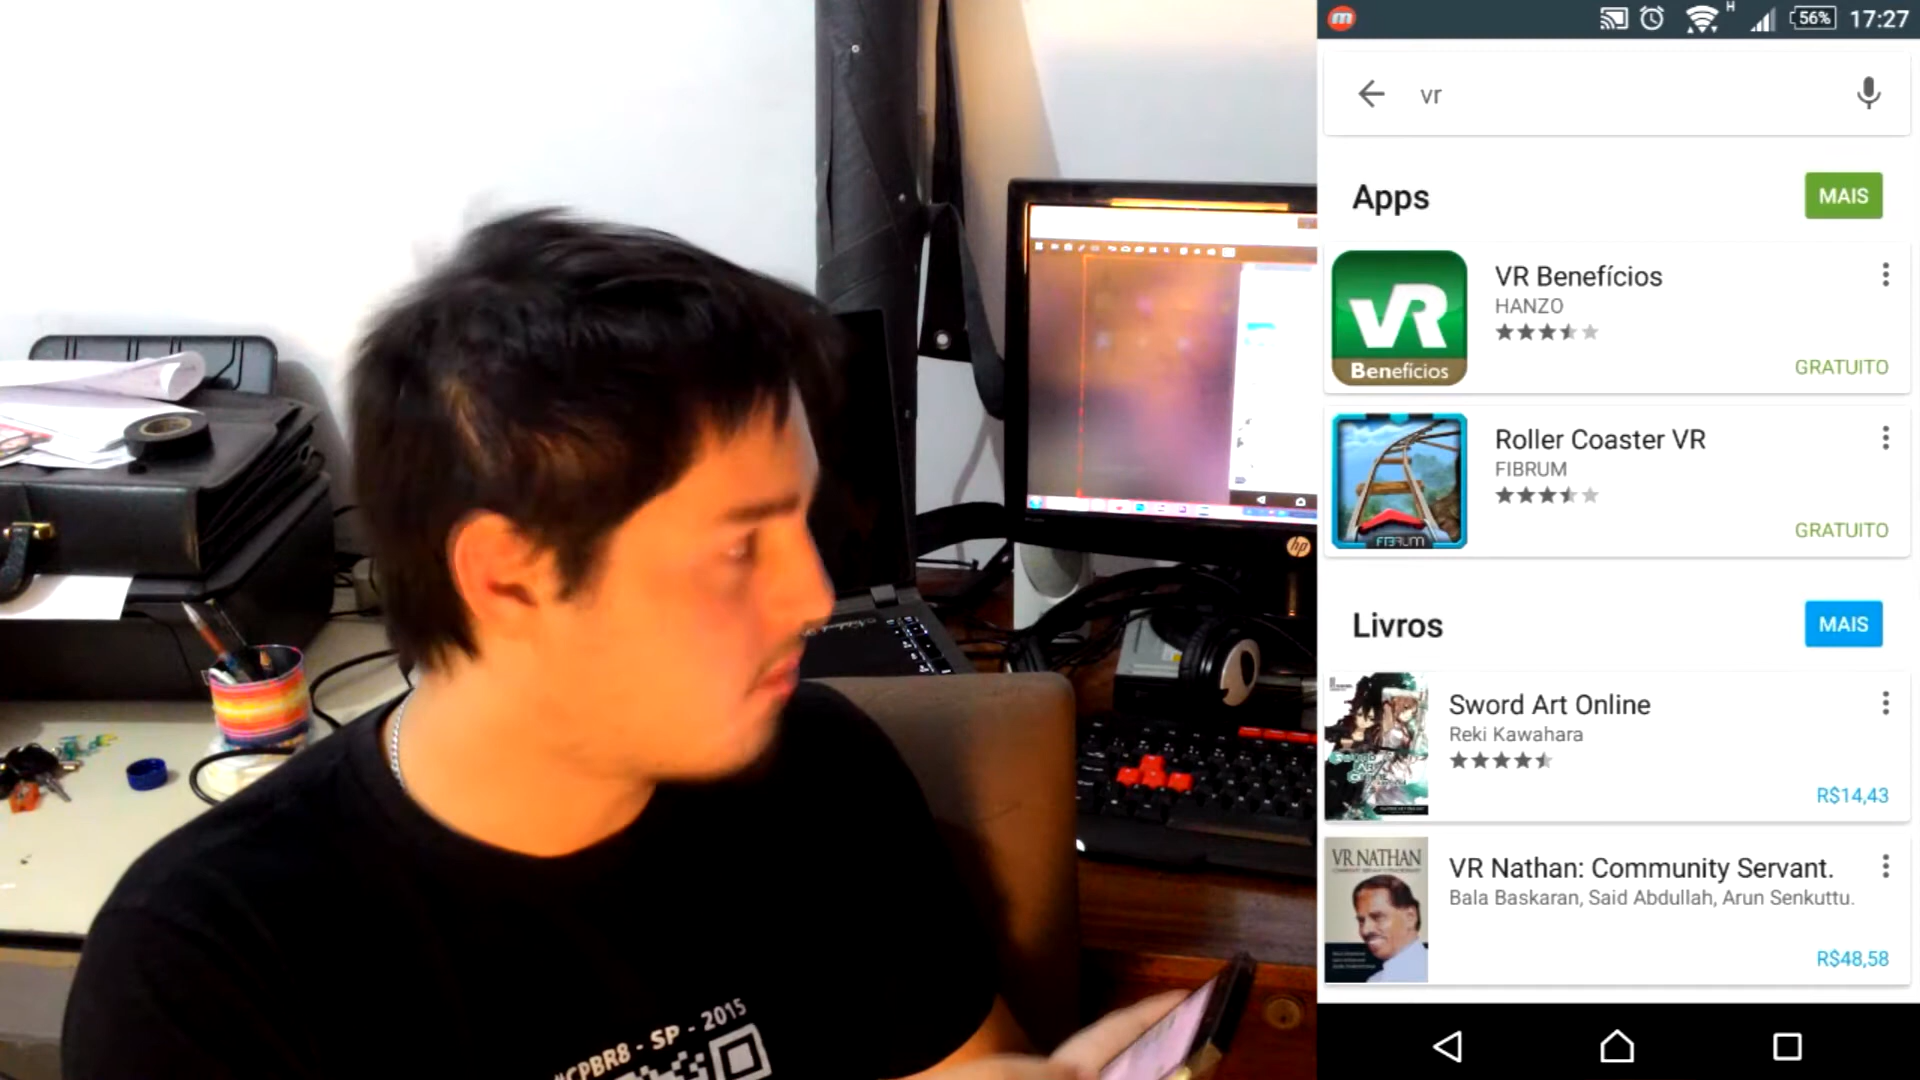 56%
17:27
vr
Apps
MAIS
VR Benefícios
HANZO
GRATUITO
VR
Benefícios
Roller Coaster VR
FIBRUM
GRATUITO
FIBRUM
Livros
MAIS
Sword Art Online
Reki Kawahara
R$14,43
VR Nathan: Community Servant.
Bala Baskaran, Said Abdullah, Arun Senkuttu.
R$48,58
VR NATHAN
hp
#CPBR8 - SP - 2015